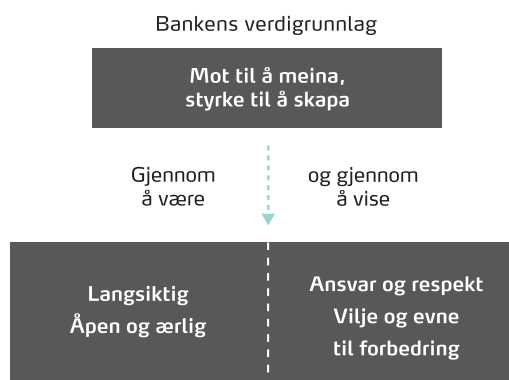 Bankens verdigrunnlag
Mot til å meina,
styrke til å skapa
Gjennom
å være
og gjennom
å vise
Langsiktig
Åpen og ærlig
Ansvar og respekt
Vilje og evne
til forbedring